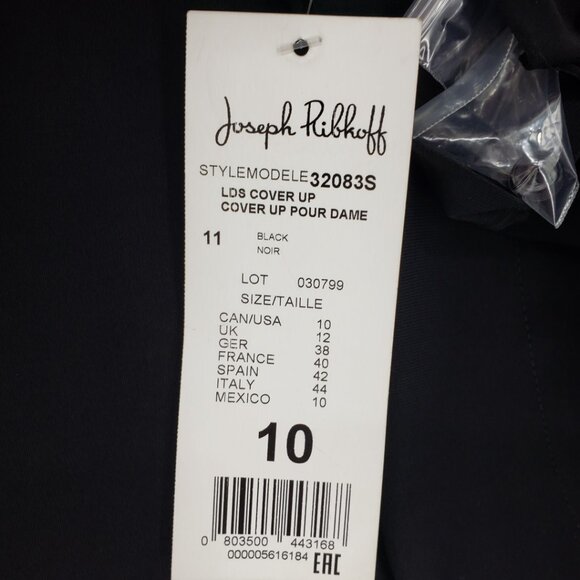 Joseph Ribkoff
STYLEMODELE 32083S
LDS COVER UP
COVER UP POUR DAME
11 BLACK
NOIR
LOT 030799
SIZE/TAILLE
CAN/USA 10
UK 12
GER 38
FRANCE 40
SPAIN 42
ITALY 44
MEXICO 10
10
0 803500 443168
000005616184 EAC